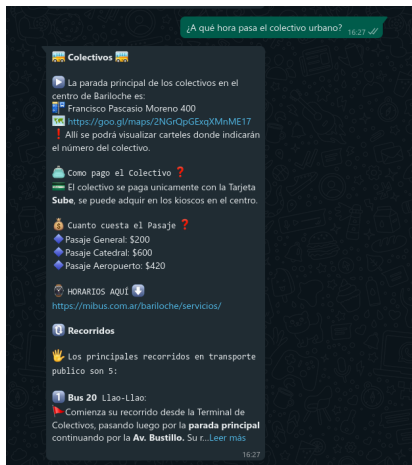 ¿A qué hora pasa el colectivo urbano? 16:27
Colectivos
La parada principal de los colectivos en el
centro de Bariloche es:
Francisco Pascasio Moreno 400
https://goo.gl/maps/2NGrQpGExqXMnME17
Allí se podrá visualizar carteles donde indicarán
el número del colectivo.
Como pago el Colectivo ❓
El colectivo se paga unicamente con la Tarjeta
Sube, se puede adquir en los kioscos en el centro.
Cuanto cuesta el Pasaje ❓
Pasaje General: $200
Pasaje Catedral: $600
Pasaje Aeropuerto: $420
HORARIOS AQUÍ
https://mibus.com.ar/bariloche/servicios/
Recorridos
Los principales recorridos en transporte
publico son 5:
1 Bus 20 Llao-Llao:
Comienza su recorrido desde la Terminal de
Colectivos, pasando luego por la parada principal
continuando por la Av. Bustillo. Su r...Leer más
16:27